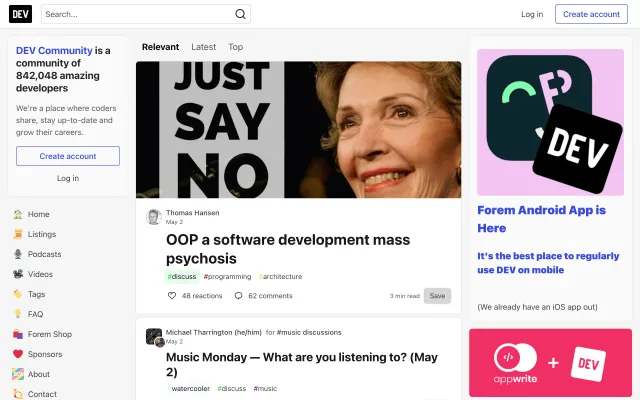 DEV
Search...
Log in
Create account
DEV Community is a
community of
842,048 amazing
developers
We're a place where coders
share, stay up-to-date and
grow their careers.
Create account
Log in
Home
Listings
Podcasts
Videos
Tags
FAQ
Forem Shop
Sponsors
About
Contact
Relevant
Latest
Top
JUST
SAY
NO
Thomas Hansen
May 2
OOP a software development mass
psychosis
#discuss #programming #architecture
48 reactions
62 comments
3 min read
Save
Michael Tharrington (he/him) for #music discussions
May 2
Music Monday — What are you listening to? (May
2)
watercooler #discuss #music
DEV
Forem Android App is
Here
It's the best place to regularly
use DEV on mobile
(We already have an iOS app out)
appwrite
+
DEV